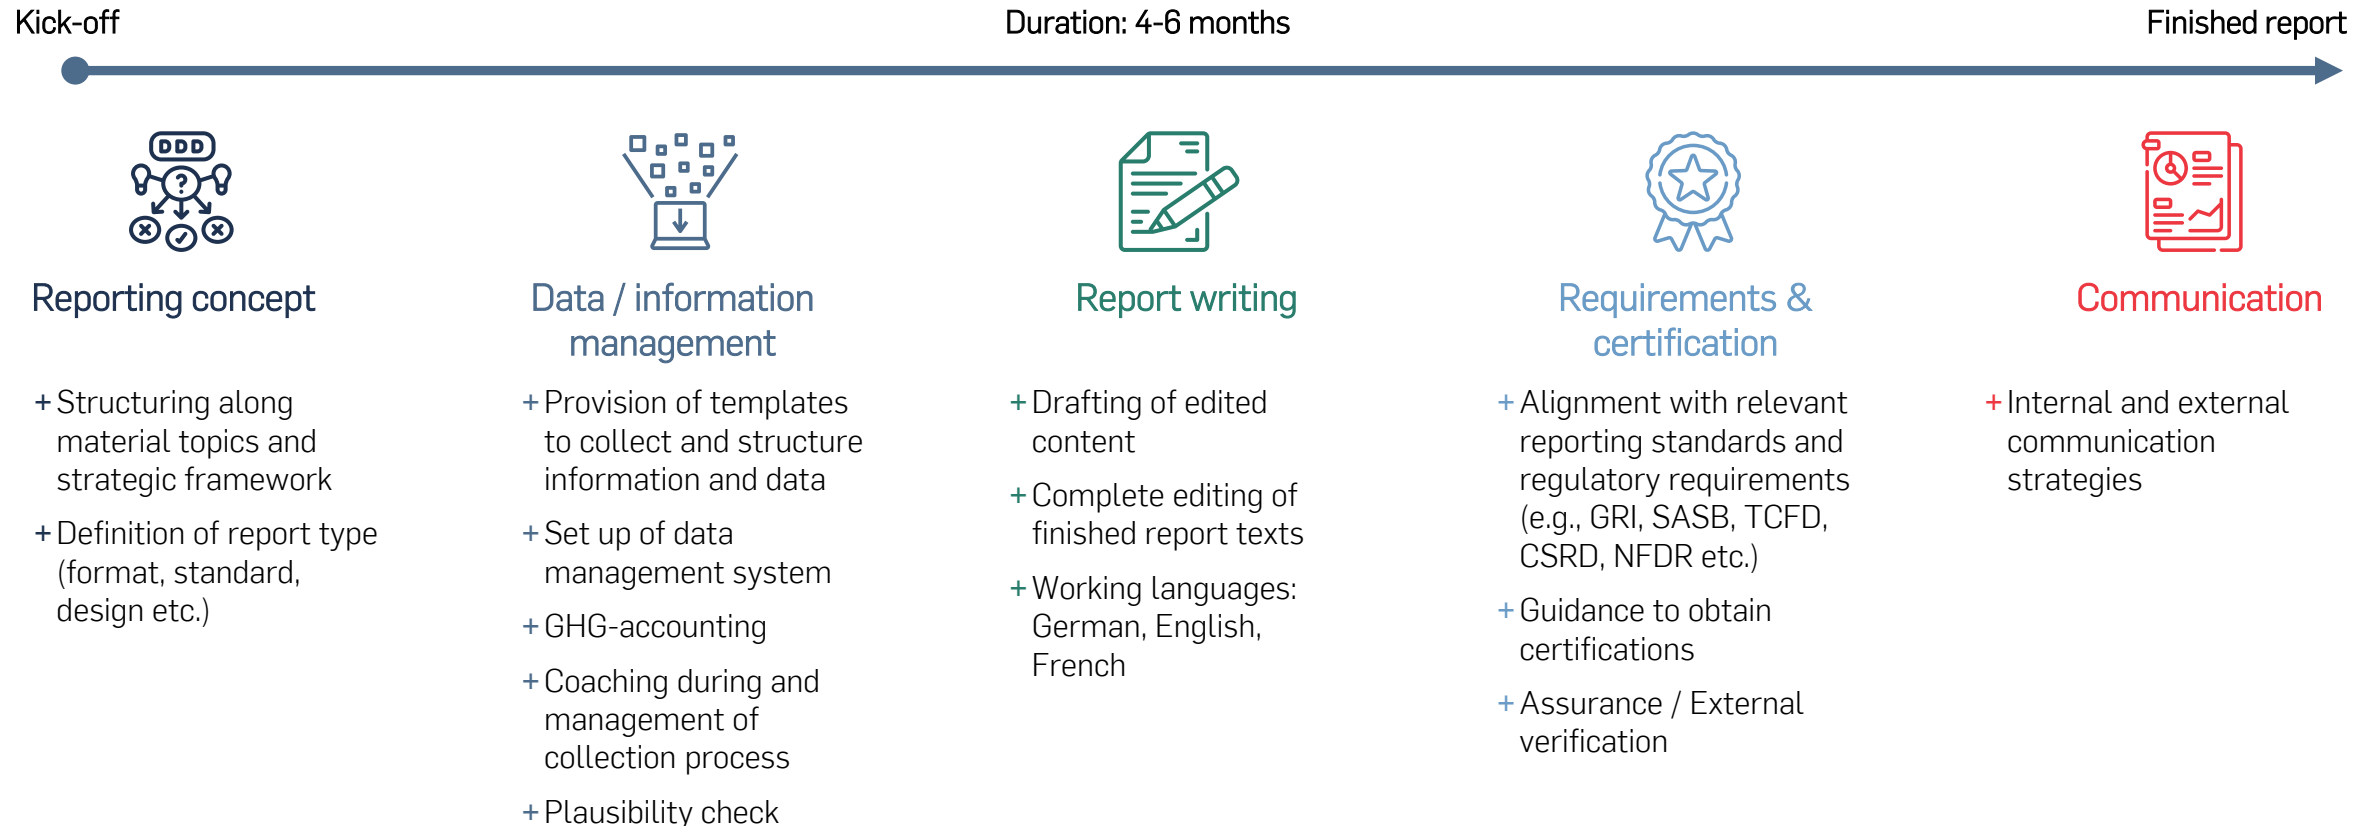 Kick-off
Duration: 4-6 months
Finished report
DDD
?
Reporting concept
+ Structuring along
material topics and
strategic framework
+ Definition of report type
(format, standard,
design etc.)
Data / information
management
+ Provision of templates
to collect and structure
information and data
+ Set up of data
management system
+ GHG-accounting
+ Coaching during and
management of
collection process
+ Plausibility check
Report writing
+ Drafting of edited
content
+ Complete editing of
finished report texts
+ Working languages:
German, English,
French
Requirements &
certification
+ Alignment with relevant
reporting standards and
regulatory requirements
(e.g., GRI, SASB, TCFD,
CSRD, NFDR etc.)
+ Guidance to obtain
certifications
+ Assurance / External
verification
Communication
+ Internal and external
communication
strategies